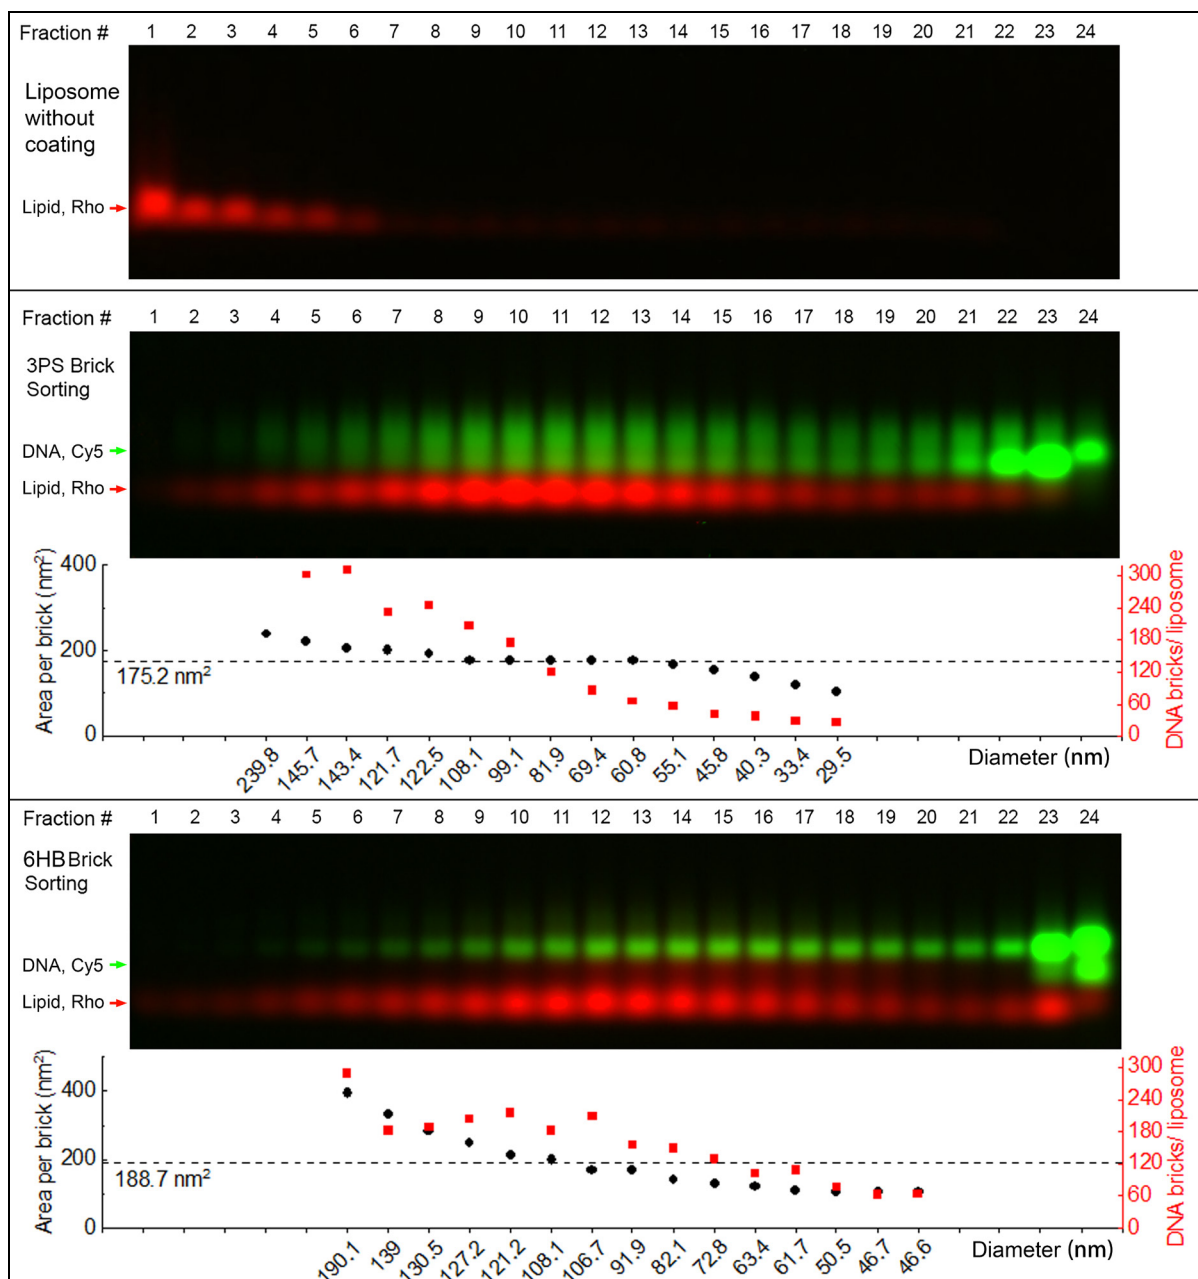 Fraction # 1 2 3 4 5 6 7 8 9 10 11 12 13 14 15 16 17 18 19 20 21 22 23 24
Liposome
without
coating
Lipid, Rho
Fraction # 1 2 3 4 5 6 7 8 9 10 11 12 13 14 15 16 17 18 19 20 21 22 23 24
3PS Brick
Sorting
DNA, Cy5
Lipid, Rho
Area per brick (nm²)
400
200
0
175.2 nm²
300
240
180
120
60
0
DNA bricks/ liposome
239.8 145.7 143.4 121.7 122.5 108.1 99.1 81.9 69.4 60.8 55.1 45.8 40.3 33.4 29.5
Diameter (nm)
Fraction # 1 2 3 4 5 6 7 8 9 10 11 12 13 14 15 16 17 18 19 20 21 22 23 24
6HB Brick
Sorting
DNA, Cy5
Lipid, Rho
Area per brick (nm²)
400
200
0
188.7 nm²
300
240
180
120
60
0
DNA bricks/ liposome
190.1 139 130.5 127.2 121.2 108.1 106.7 91.9 82.1 72.8 63.4 61.7 50.5 46.7 46.6
Diameter (nm)